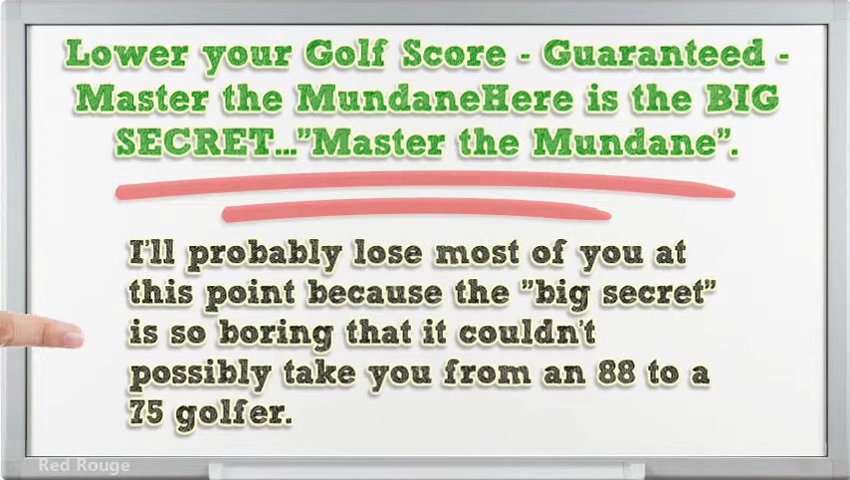 Lower your Golf Score - Guaranteed -
Master the MundaneHere is the BIG
SECRET..."Master the Mundane".
I'll probably lose most of you at
this point because the "big secret"
is so boring that it couldn't
possibly take you from an 88 to a
75 golfer.
Red Rouge